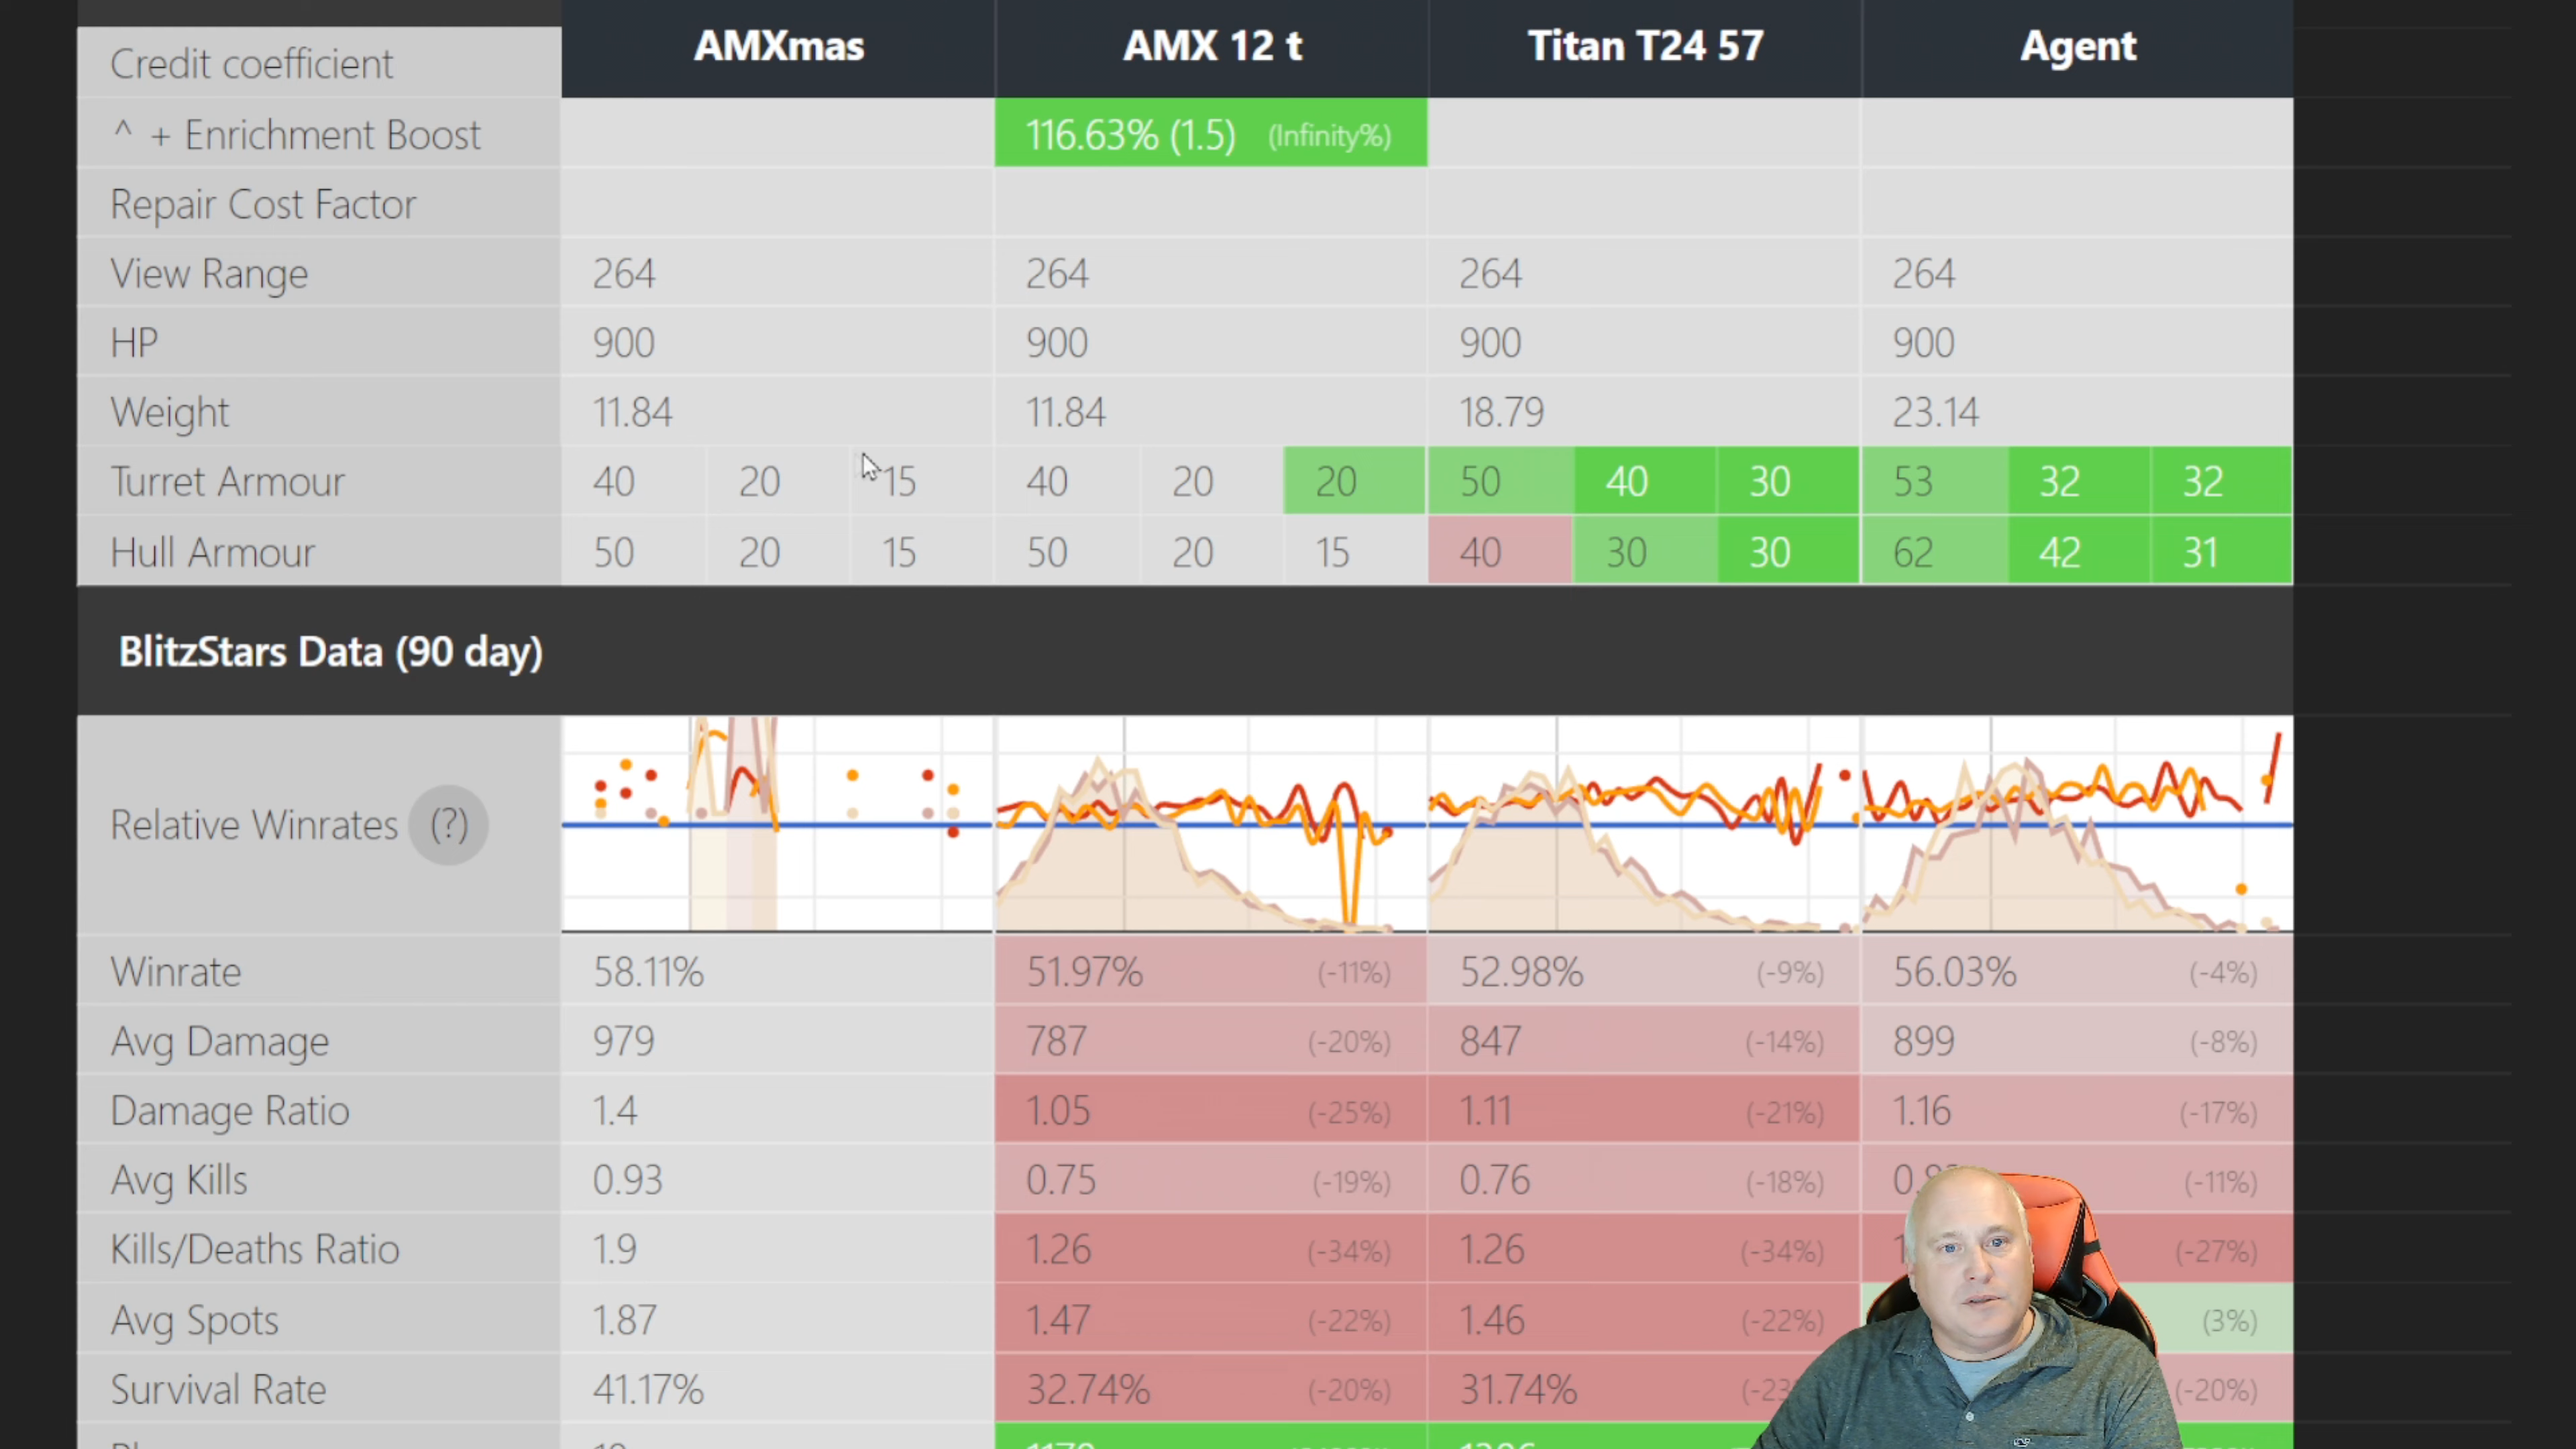 AMXmas AMX 12 t Titan T24 57 Agent
Credit coefficient
^ + Enrichment Boost 116.63% (1.5) (Infinity%)
Repair Cost Factor
View Range 264 264 264 264
HP 900 900 900 900
Weight 11.84 11.84 18.79 23.14
Turret Armour 40 20 15 40 20 20 50 40 30 53 32 32
Hull Armour 50 20 15 50 20 15 40 30 30 62 42 31
BlitzStars Data (90 day)
Relative Winrates (?)
Winrate 58.11% 51.97% (-11%) 52.98% (-9%) 56.03% (-4%)
Avg Damage 979 787 (-20%) 847 (-14%) 899 (-8%)
Damage Ratio 1.4 1.05 (-25%) 1.11 (-21%) 1.16 (-17%)
Avg Kills 0.93 0.75 (-19%) 0.76 (-18%) (-11%)
Kills/Deaths Ratio 1.9 1.26 (-34%) 1.26 (-34%) (-27%)
Avg Spots 1.87 1.47 (-22%) 1.46 (-22%) (3%)
Survival Rate 41.17% 32.74% (-20%) 31.74% (-20%)